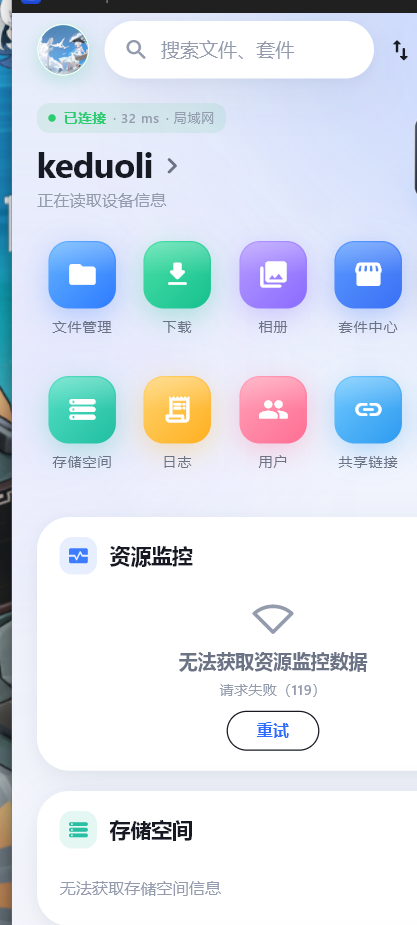 搜索文件、套件
已连接 · 32 ms · 局域网
keduoli
正在读取设备信息
文件管理 下载 相册 套件中心
存储空间 日志 用户 共享链接
资源监控
无法获取资源监控数据
请求失败（119）
重试
存储空间
无法获取存储空间信息